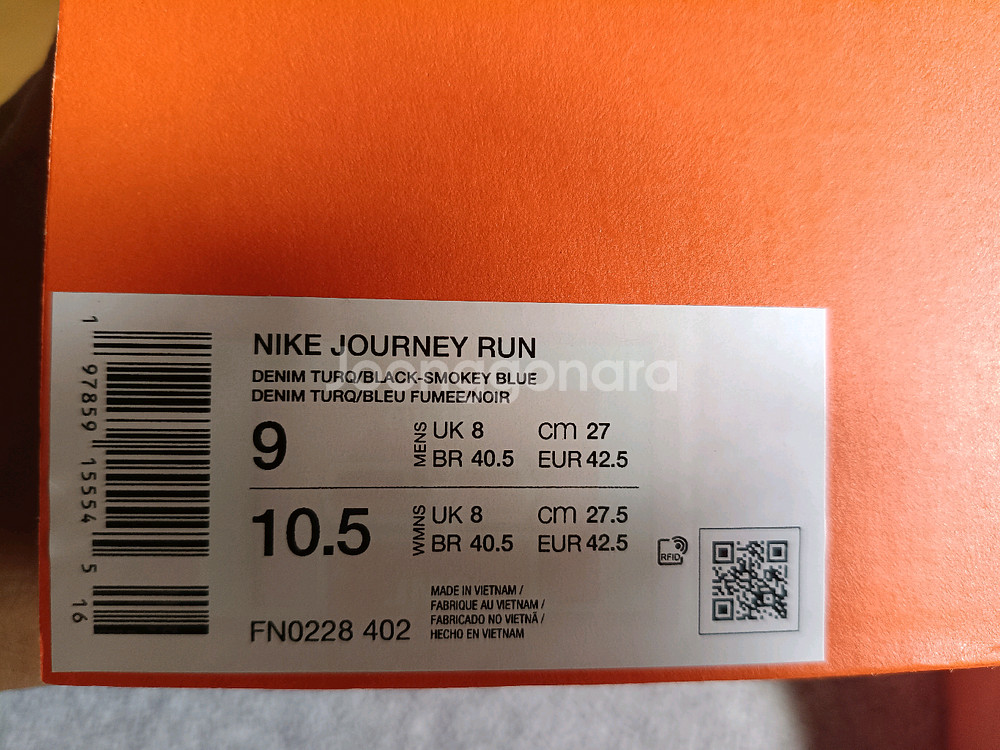 NIKE JOURNEY RUN
DENIM TURQ/BLACK-SMOKEY BLUE
DENIM TURQ/BLEU FUMEE/NOIR
9 MENS UK 8 CM 27
BR 40.5 EUR 42.5
10.5 WMNS UK 8 CM 27.5
BR 40.5 EUR 42.5
RFID
MADE IN VIETNAM /
FABRIQUE AU VIETNAM /
FABRICADO NO VIETNÃ /
HECHO EN VIETNAM
FN0228 402
1 97859 15554 5 16
Joonagonara